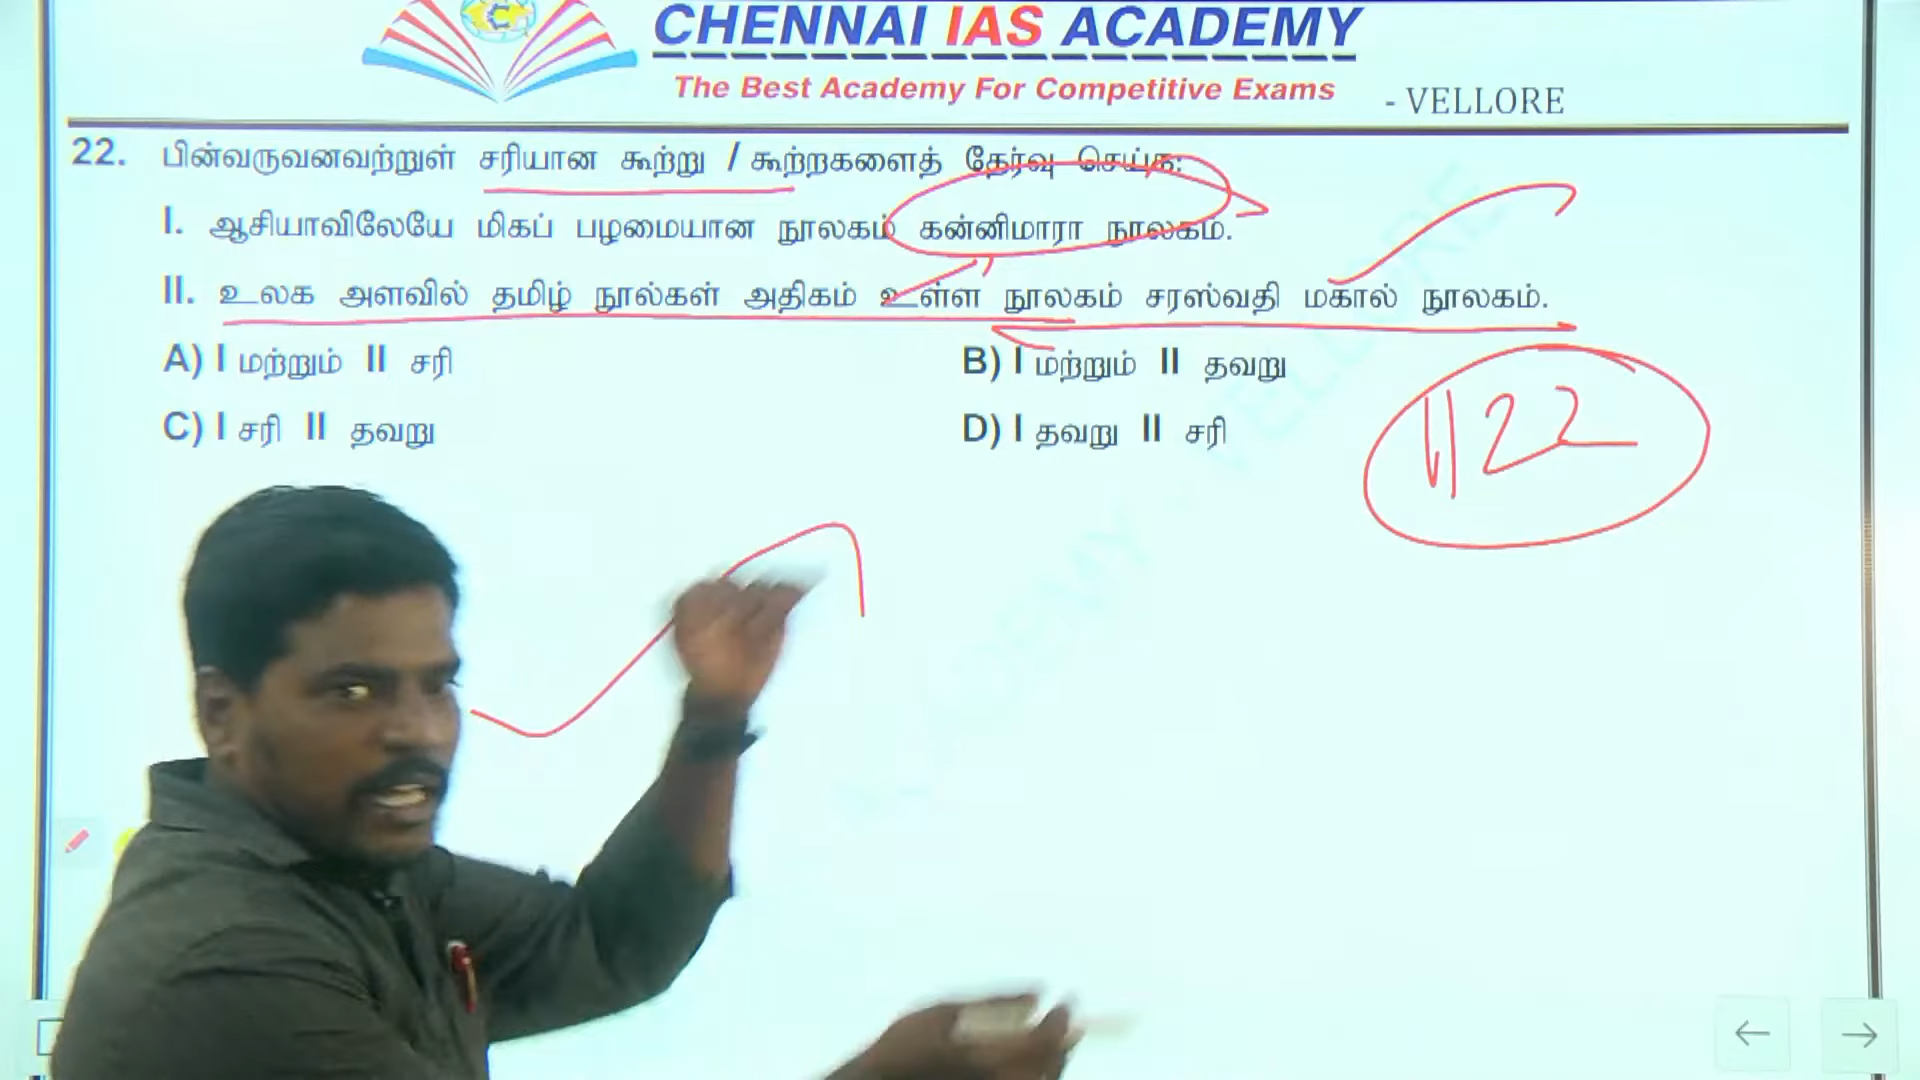 CHENNAI IAS ACADEMY
The Best Academy For Competitive Exams
- VELLORE
22. பின்வருவனவற்றுள் சரியான கூற்று / கூற்றகளைத் தேர்வு செய்க:
I. ஆசியாவிலேயே மிகப் பழமையான நூலகம் கன்னிமாரா நூலகம்.
II. உலக அளவில் தமிழ் நூல்கள் அதிகம் உள்ள நூலகம் சரஸ்வதி மகால் நூலகம்.
A) I மற்றும் II சரி
B) I மற்றும் II தவறு
C) I சரி II தவறு
D) I தவறு II சரி
1122